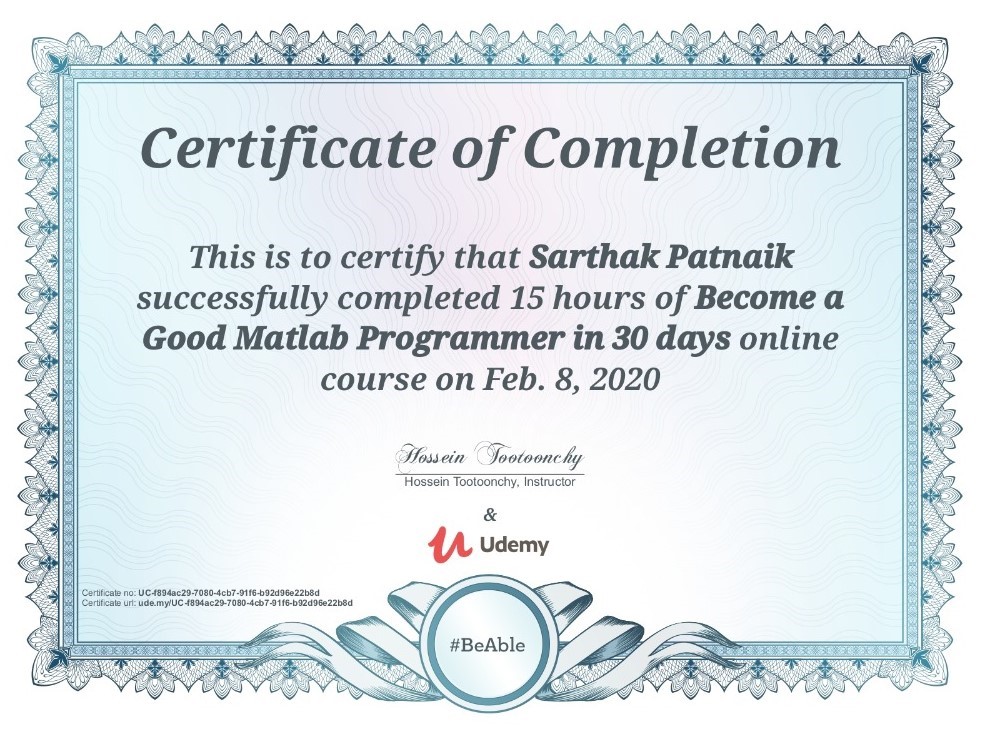 Certificate of Completion
This is to certify that Sarthak Patnaik
successfully completed 15 hours of Become a
Good Matlab Programmer in 30 days online
course on Feb. 8, 2020
Hossein Tootoonchy
Hossein Tootoonchy, Instructor
&
Udemy
Certificate no: UC-f894ac29-7080-4cb7-91f6-b92d96e22b8d
Certificate url: ude.my/UC-f894ac29-7080-4cb7-91f6-b92d96e22b8d
#BeAble